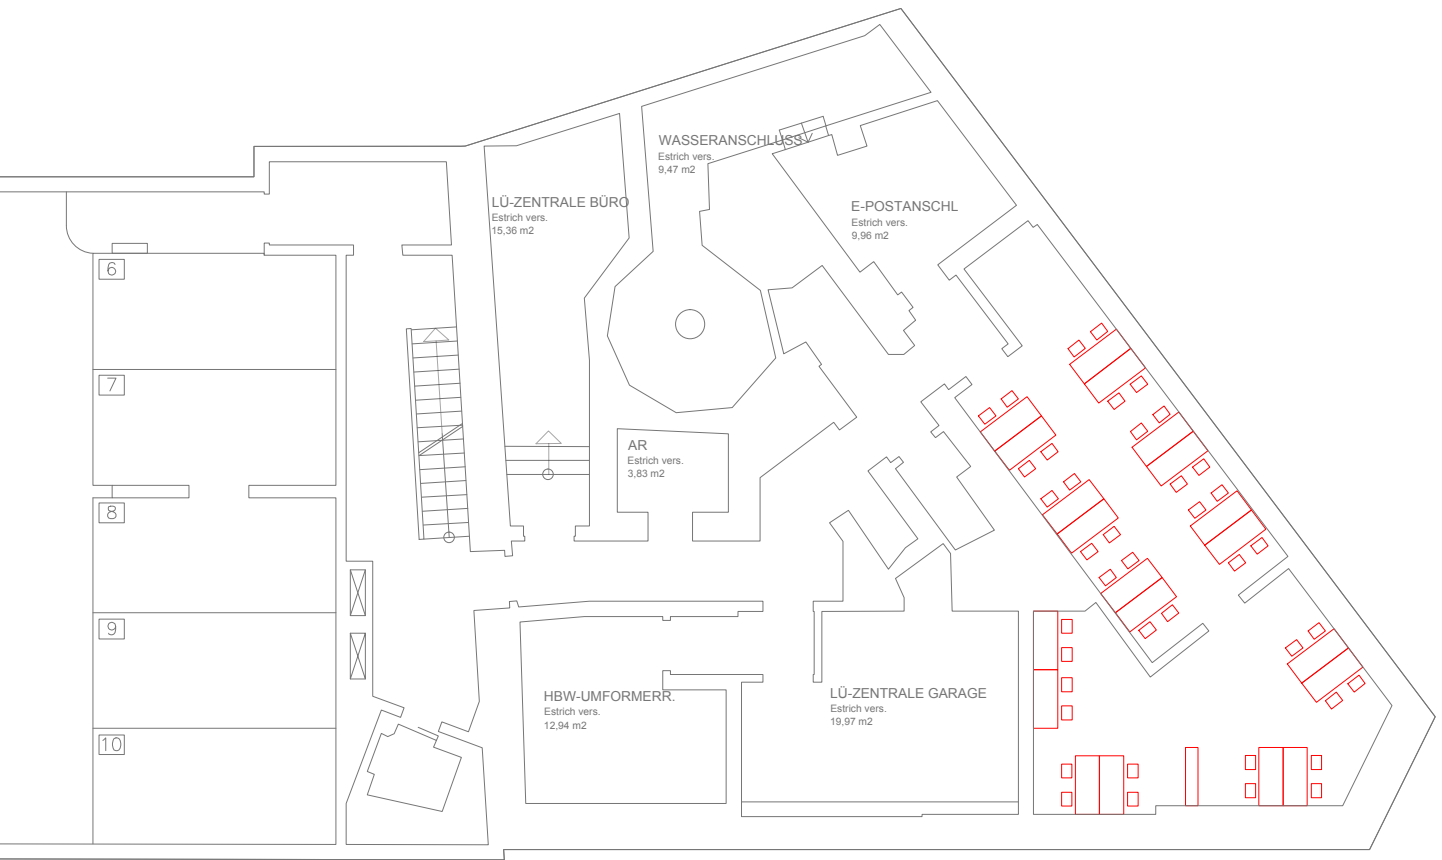 WASSERANSCHLUSS
Estrich vers.
9,47 m2
LÜ-ZENTRALE BÜRO
Estrich vers.
15,36 m2
E-POSTANSCHL
Estrich vers.
9,96 m2
6
7
AR
Estrich vers.
3,83 m2
8
9
HBW-UMFORMERR.
Estrich vers.
12,94 m2
LÜ-ZENTRALE GARAGE
Estrich vers.
19,97 m2
10